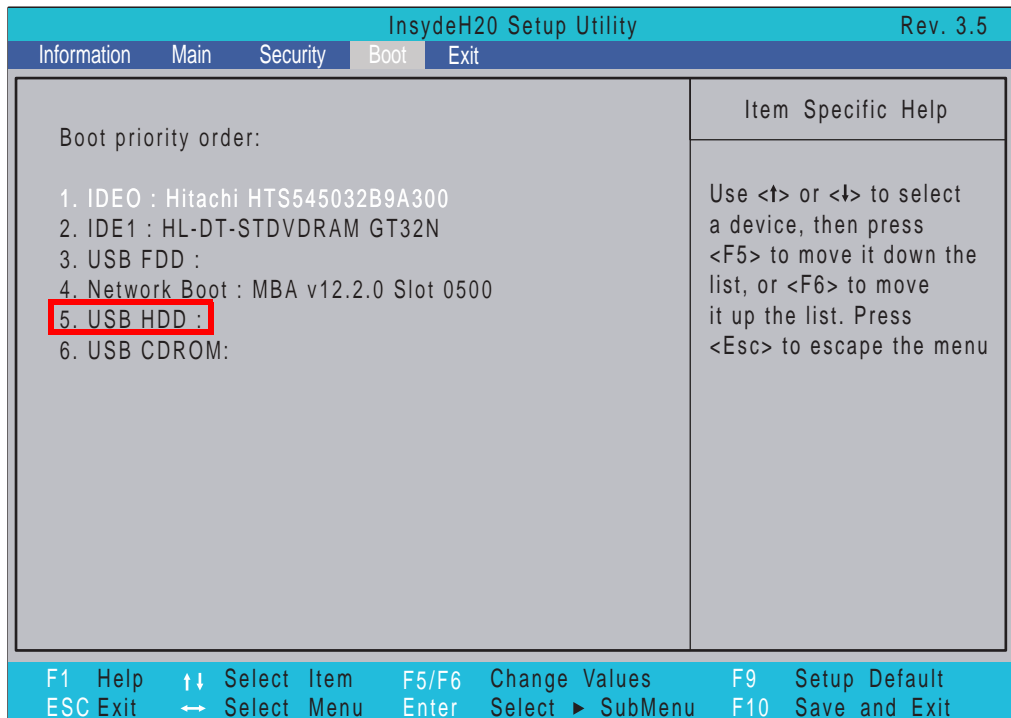 InsydeH20 Setup Utility Rev. 3.5
Information Main Security Boot Exit
Boot priority order:
1. IDEO : Hitachi HTS545032B9A300
2. IDE1 : HL-DT-STDVDRAM GT32N
3. USB FDD :
4. Network Boot : MBA v12.2.0 Slot 0500
5. USB HDD :
6. USB CDROM:
Item Specific Help
Use <↑> or <↓> to select
a device, then press
<F5> to move it down the
list, or <F6> to move
it up the list. Press
<Esc> to escape the menu
F1 Help ↑↓ Select Item F5/F6 Change Values F9 Setup Default
ESC Exit ↔ Select Menu Enter Select ► SubMenu F10 Save and Exit